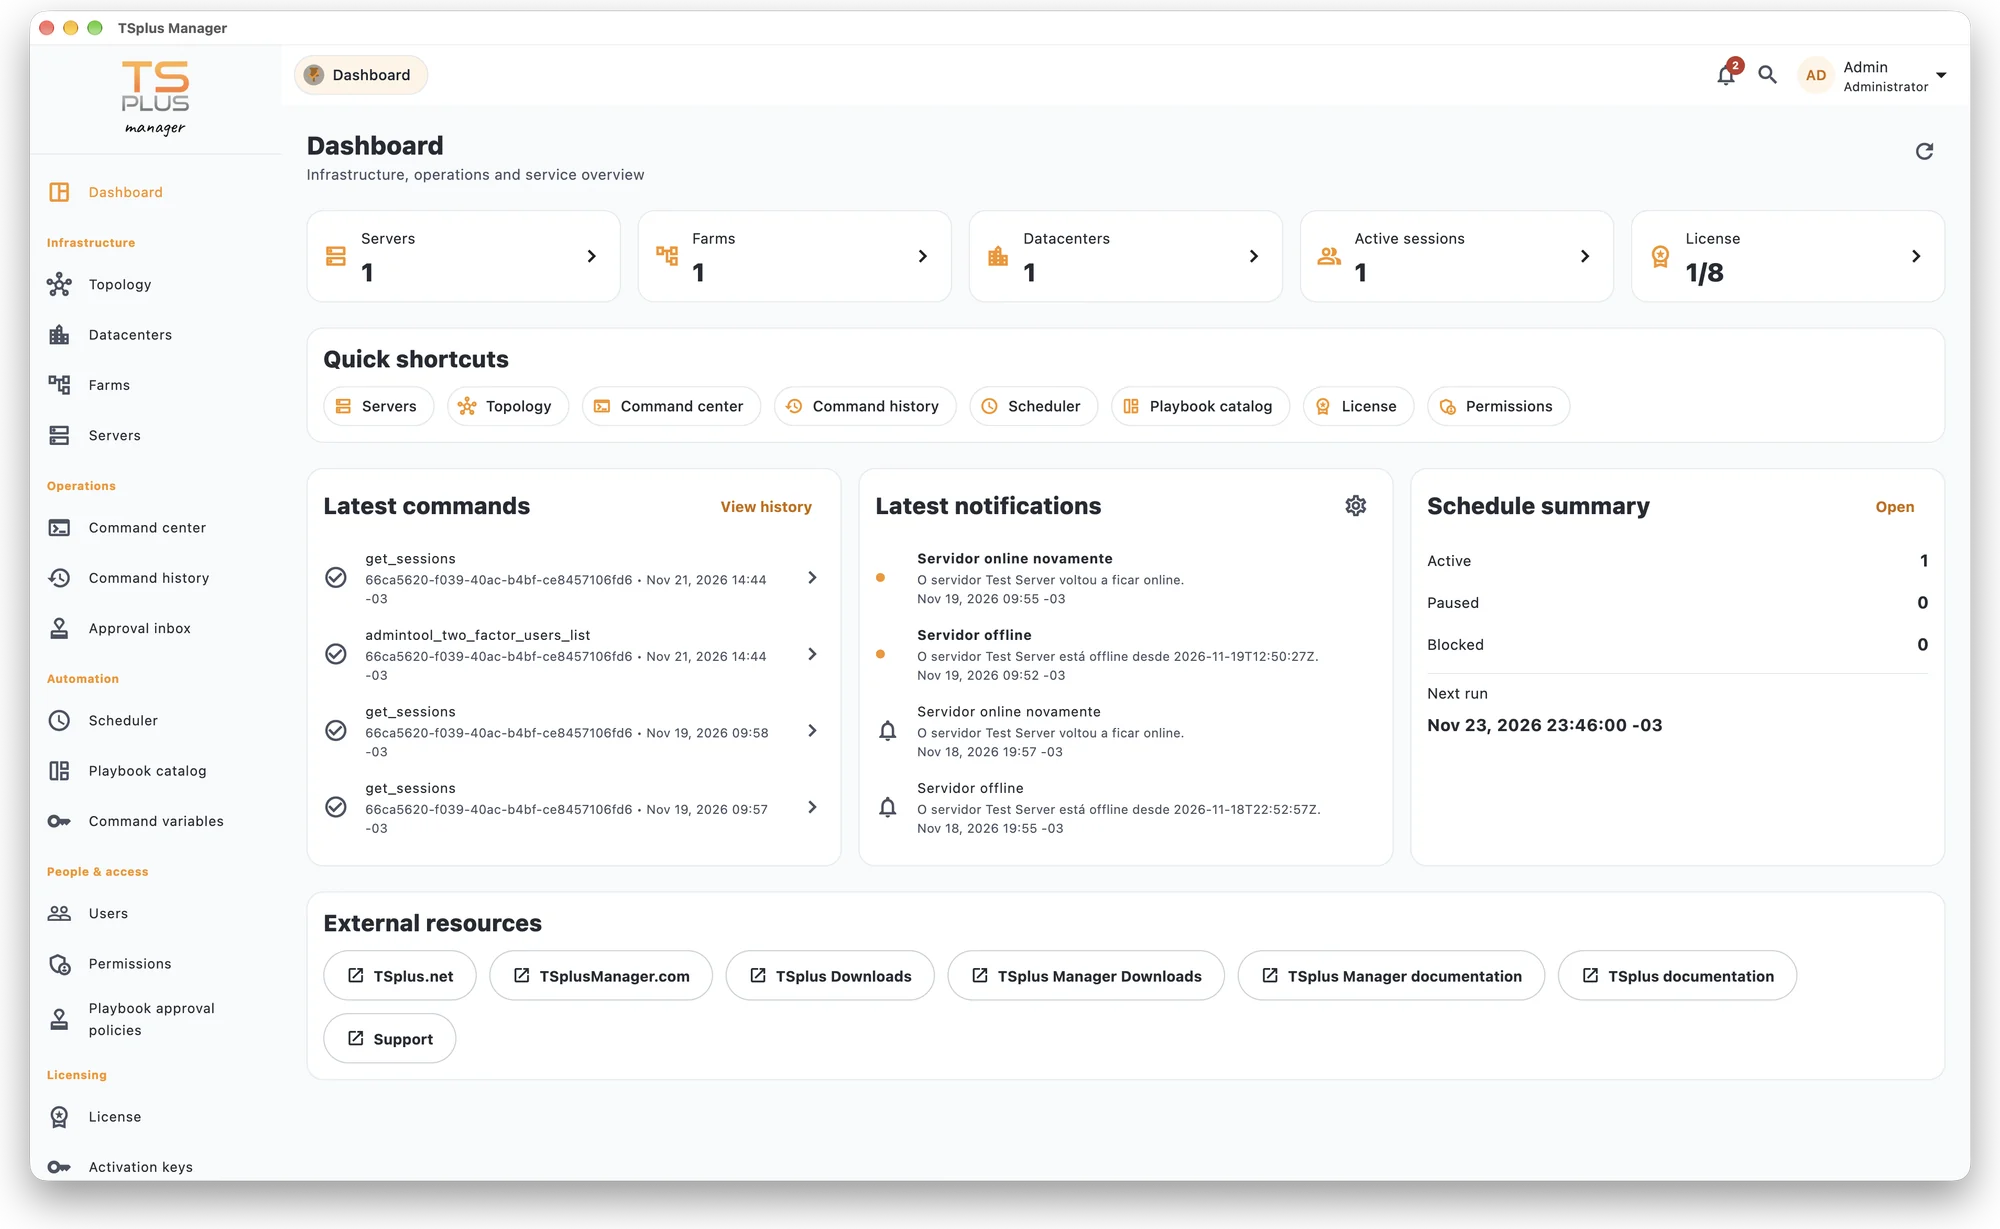 TSplus Manager
TS
PLUS
manager
Dashboard
Infrastructure
Topology
Datacenters
Farms
Servers
Operations
Command center
Command history
Approval inbox
Automation
Scheduler
Playbook catalog
Command variables
People & access
Users
Permissions
Playbook approval
policies
Licensing
License
Activation keys
Dashboard
2
AD
Admin
Administrator
Dashboard
Infrastructure, operations and service overview
Servers
1
Farms
1
Datacenters
1
Active sessions
1
License
1/8
Quick shortcuts
Servers
Topology
Command center
Command history
Scheduler
Playbook catalog
License
Permissions
Latest commands
View history
get_sessions
66ca5620-f039-40ac-b4bf-ce8457106fd6 • Nov 21, 2026 14:44
-03
admintool_two_factor_users_list
66ca5620-f039-40ac-b4bf-ce8457106fd6 • Nov 21, 2026 14:44
-03
get_sessions
66ca5620-f039-40ac-b4bf-ce8457106fd6 • Nov 19, 2026 09:58
-03
get_sessions
66ca5620-f039-40ac-b4bf-ce8457106fd6 • Nov 19, 2026 09:57
-03
Latest notifications
Servidor online novamente
O servidor Test Server voltou a ficar online.
Nov 19, 2026 09:55 -03
Servidor offline
O servidor Test Server está offline desde 2026-11-19T12:50:27Z.
Nov 19, 2026 09:52 -03
Servidor online novamente
O servidor Test Server voltou a ficar online.
Nov 18, 2026 19:57 -03
Servidor offline
O servidor Test Server está offline desde 2026-11-18T22:52:57Z.
Nov 18, 2026 19:55 -03
Schedule summary
Open
Active 1
Paused 0
Blocked 0
Next run
Nov 23, 2026 23:46:00 -03
External resources
TSplus.net
TSplusManager.com
TSplus Downloads
TSplus Manager Downloads
TSplus Manager documentation
TSplus documentation
Support